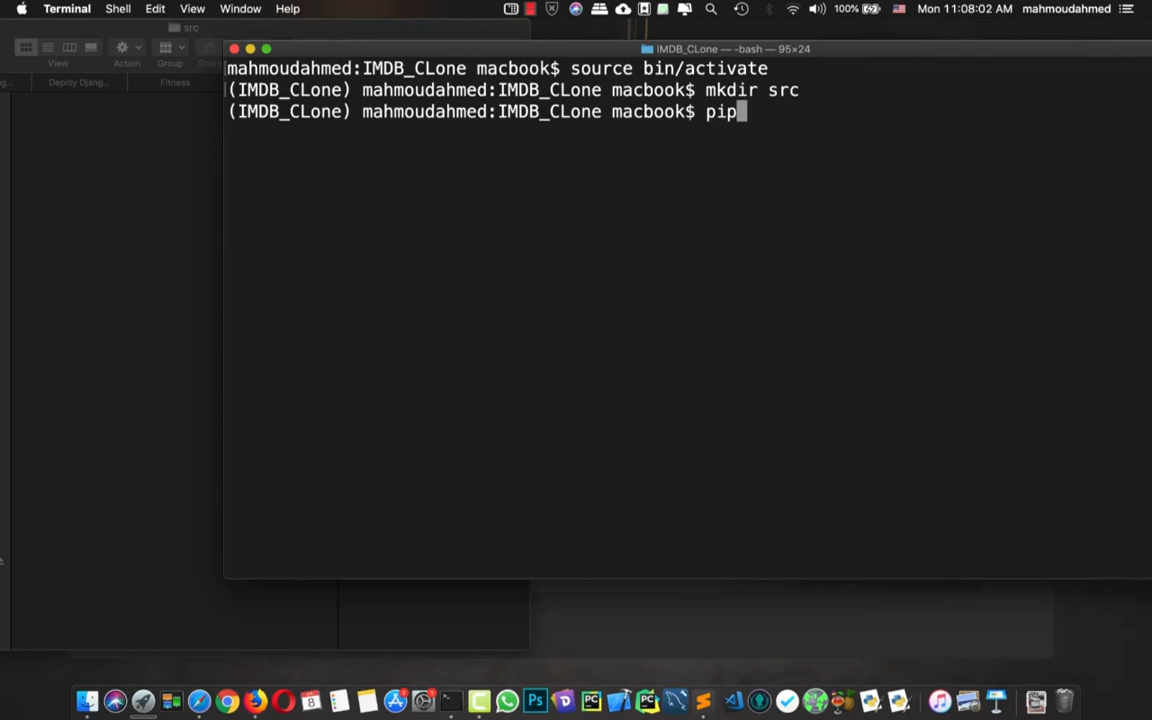 Terminal Shell Edit View Window Help 100% Mon 11:08:02 AM mahmoudahmed
src
IMDB_CLone — -bash — 95×24
View Action Group Share
Deploy Djang... Fitness
mahmoudahmed:IMDB_CLone macbook$ source bin/activate
(IMDB_CLone) mahmoudahmed:IMDB_CLone macbook$ mkdir src
(IMDB_CLone) mahmoudahmed:IMDB_CLone macbook$ pip